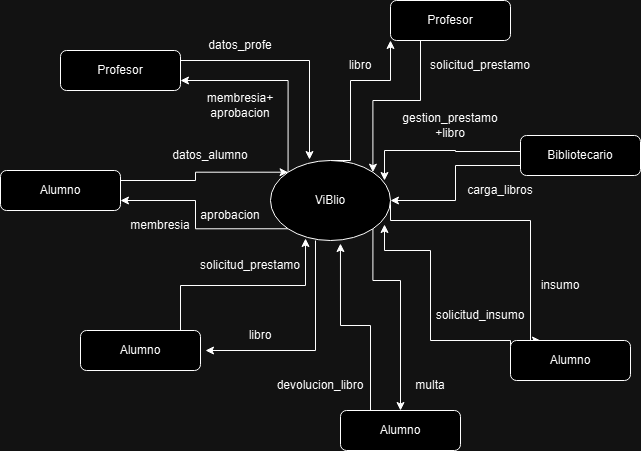 Profesor
datos_profe
Profesor
libro
solicitud_prestamo
membresia+
aprobacion
gestion_prestamo
+libro
datos_alumno
Bibliotecario
Alumno
ViBlio
carga_libros
aprobacion
membresia
solicitud_prestamo
insumo
solicitud_insumo
libro
Alumno
Alumno
devolucion_libro
multa
Alumno